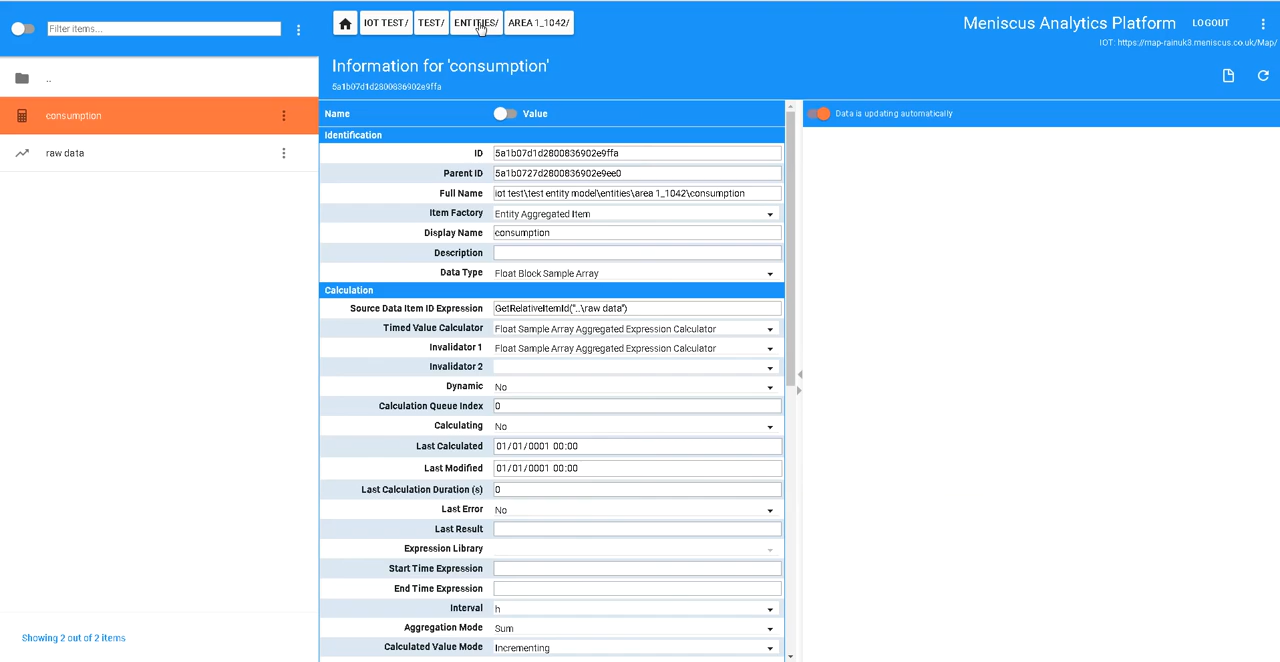 Filter items...
IOT TEST/ TEST/ ENTITIES/ AREA 1_1042/
Meniscus Analytics Platform LOGOUT
IOT: https://map-rainuk3.meniscus.co.uk/Map/
Information for 'consumption'
5a1b07d1d2800836902e9ffa
..
consumption
raw data
Showing 2 out of 2 items
Name Value
Data is updating automatically
Identification
ID 5a1b07d1d2800836902e9ffa
Parent ID 5a1b0727d2800836902e9ee0
Full Name iot test\test entity model\entities\area 1_1042\consumption
Item Factory Entity Aggregated Item
Display Name consumption
Description
Data Type Float Block Sample Array
Calculation
Source Data Item ID Expression GetRelativeItemId("..\raw data")
Timed Value Calculator Float Sample Array Aggregated Expression Calculator
Invalidator 1 Float Sample Array Aggregated Expression Calculator
Invalidator 2
Dynamic No
Calculation Queue Index 0
Calculating No
Last Calculated 01/01/0001 00:00
Last Modified 01/01/0001 00:00
Last Calculation Duration (s) 0
Last Error No
Last Result
Expression Library
Start Time Expression
End Time Expression
Interval h
Aggregation Mode Sum
Calculated Value Mode Incrementing